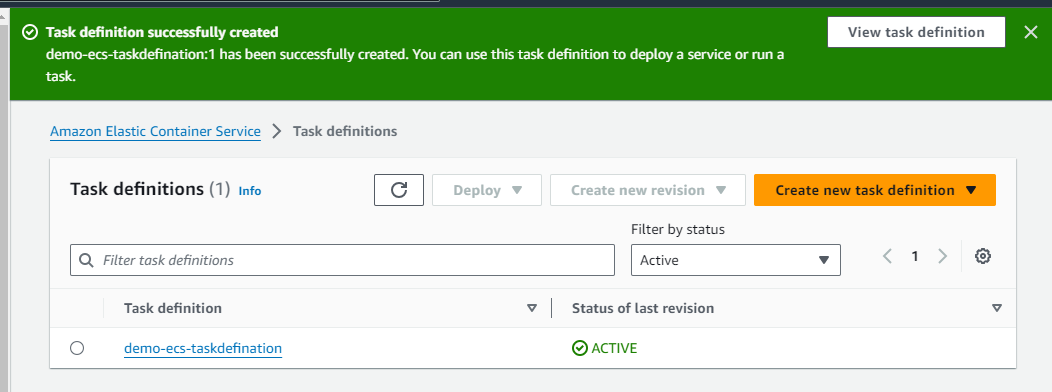 Task definition successfully created
View task definition
demo-ecs-taskdefination:1 has been successfully created. You can use this task definition to deploy a service or run a
task.
Amazon Elastic Container Service > Task definitions
Task definitions (1) Info
Deploy
Create new revision
Create new task definition
Filter by status
Filter task definitions
Active
1
Task definition
Status of last revision
demo-ecs-taskdefination
ACTIVE